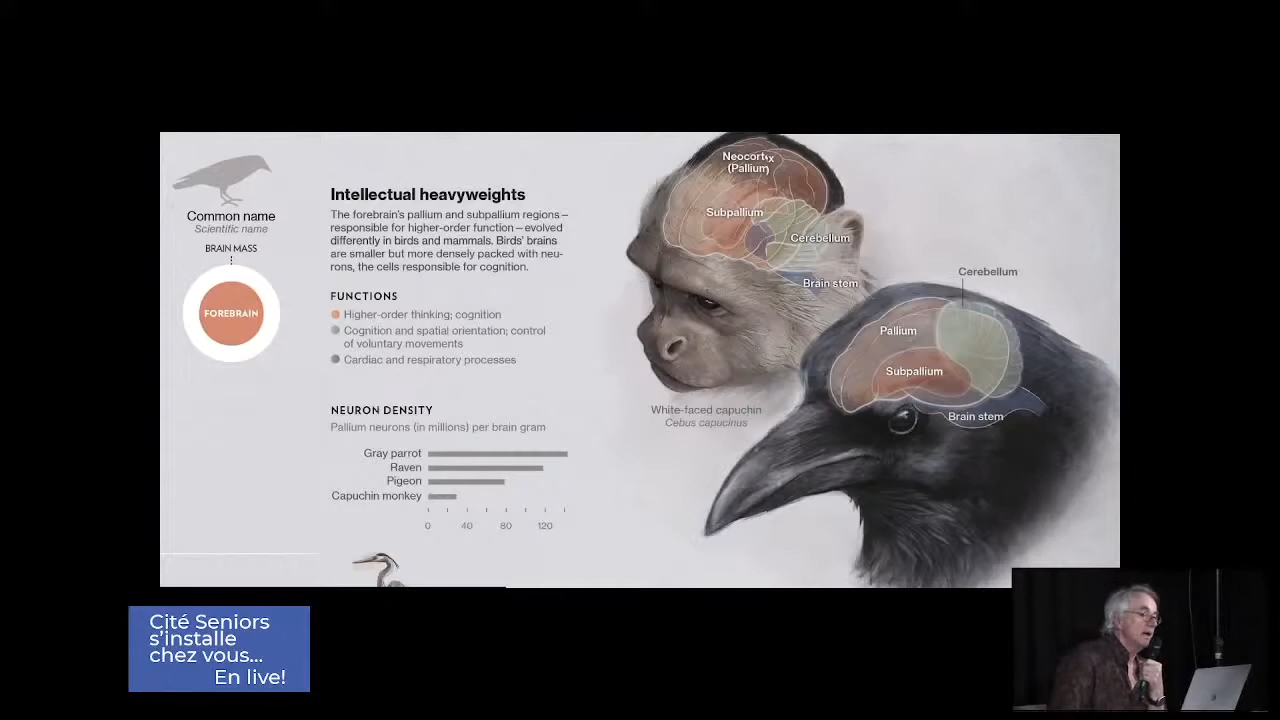 Common name
Scientific name
BRAIN MASS
FOREBRAIN
Intellectual heavyweights
The forebrain's pallium and subpallium regions—
responsible for higher-order function—evolved
differently in birds and mammals. Birds' brains
are smaller but more densely packed with neu-
rons, the cells responsible for cognition.
FUNCTIONS
Higher-order thinking; cognition
Cognition and spatial orientation; control
of voluntary movements
Cardiac and respiratory processes
NEURON DENSITY
Pallium neurons (in millions) per brain gram
Gray parrot
Raven
Pigeon
Capuchin monkey
0 40 80 120
Neocortex
(Pallium)
Subpallium
Cerebellum
Brain stem
White-faced capuchin
Cebus capucinus
Cerebellum
Pallium
Subpallium
Brain stem
Cité Seniors
s'installe
chez vous...
En live!